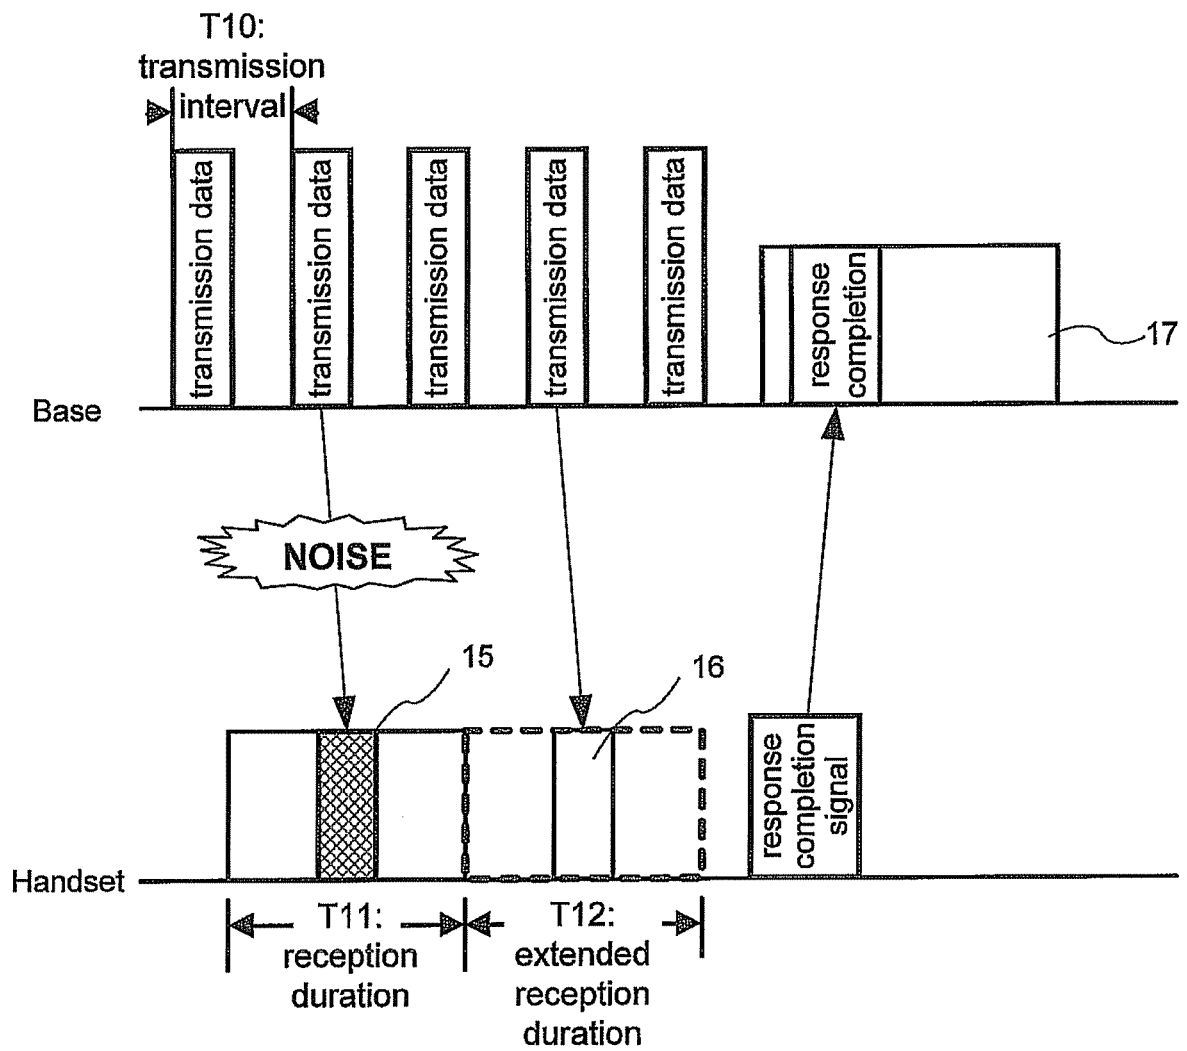 T10:
transmission
interval
transmission data
transmission data
transmission data
transmission data
transmission data
response
completion
17
Base
NOISE
15
16
response
completion
signal
Handset
T11:
reception
duration
T12:
extended
reception
duration